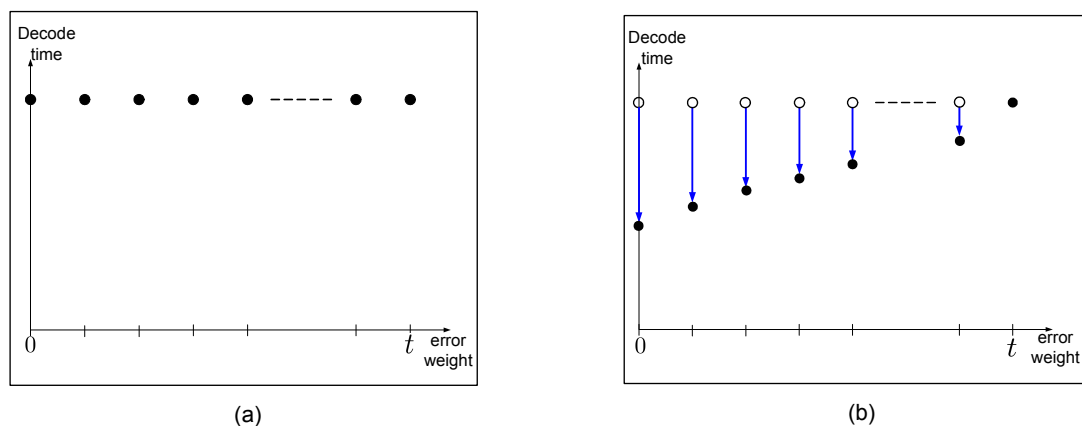 Decode
time
0
t
error
weight
(a)
Decode
time
0
t
error
weight
(b)